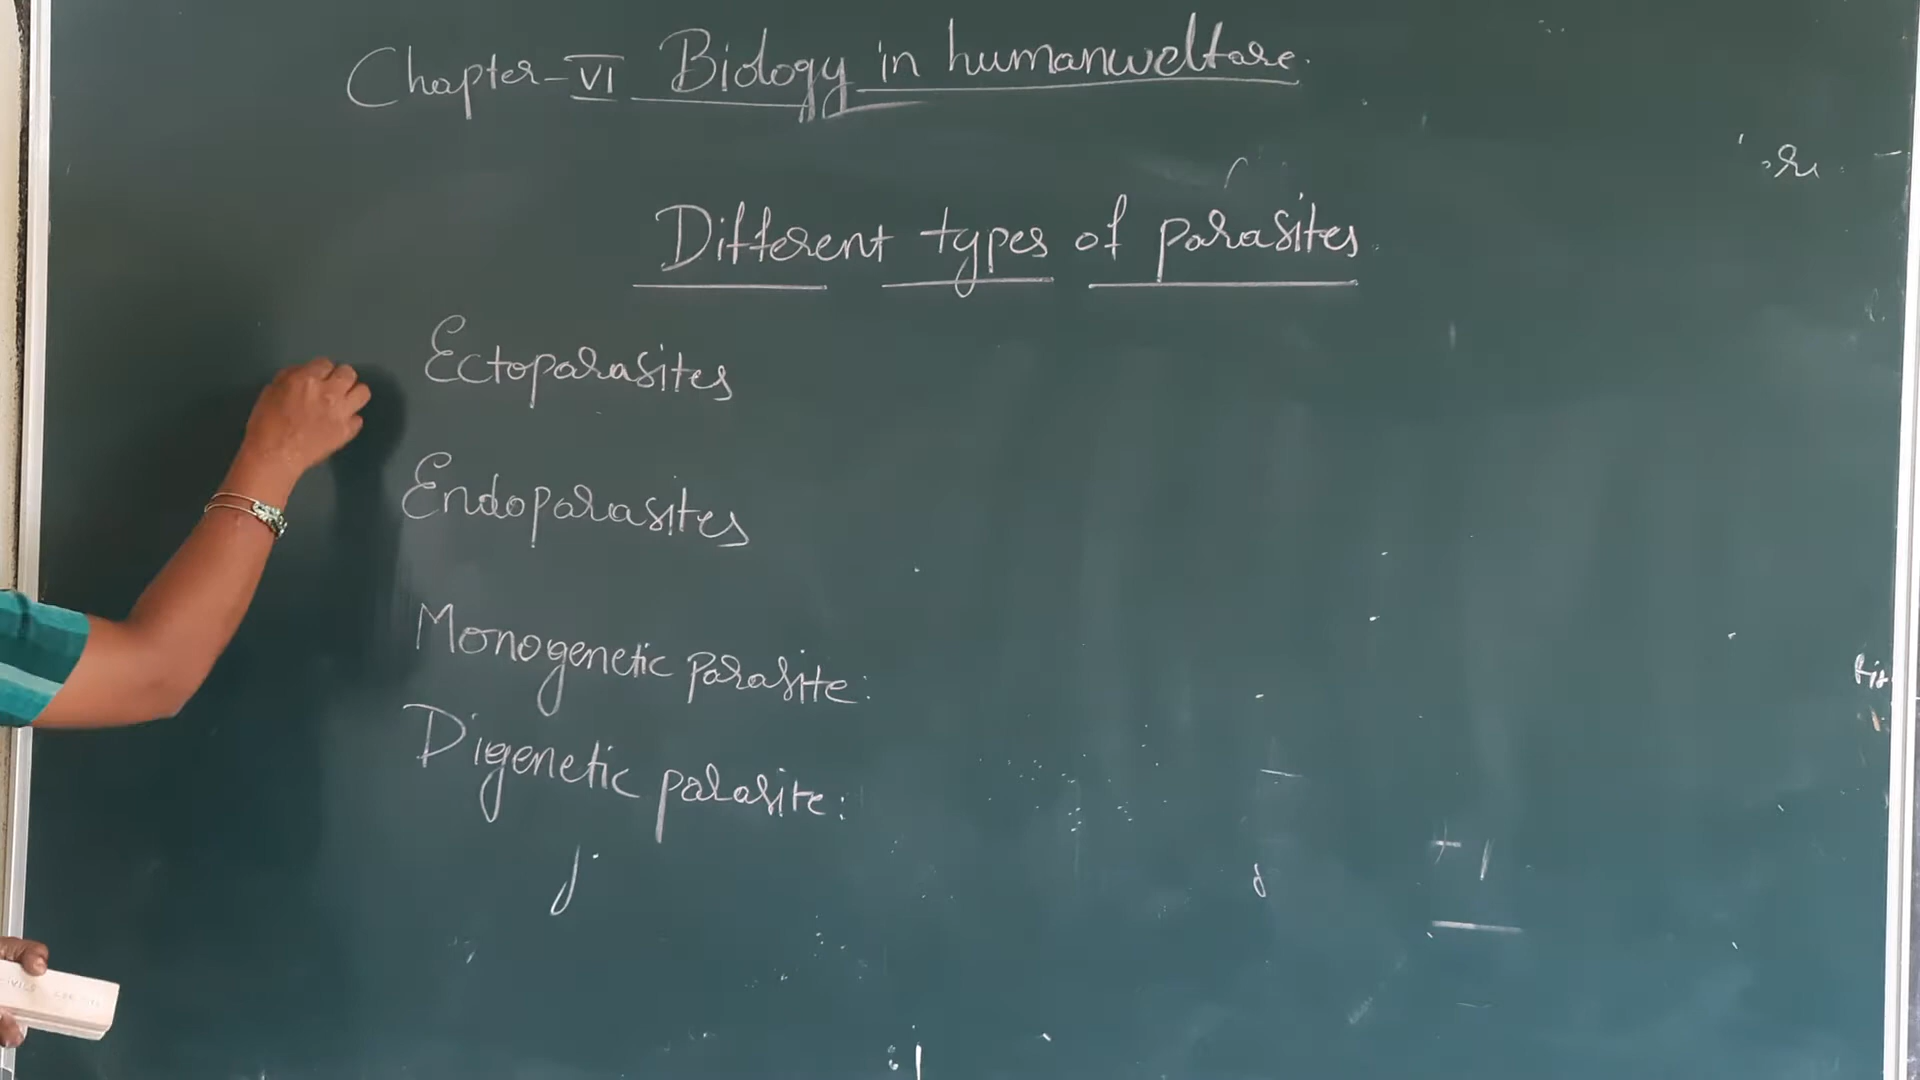 Chapter-VI Biology in humanwelfare.
Different types of parasites.
Ectoparasites
Endoparasites
Monogenetic parasite:
Digenetic parasite: